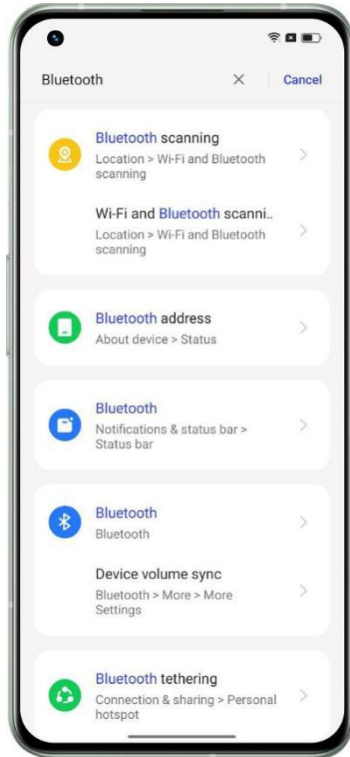 Bluetooth
Cancel
Bluetooth scanning
Location > Wi-Fi and Bluetooth
scanning
Wi-Fi and Bluetooth scanni..
Location > Wi-Fi and Bluetooth
scanning
Bluetooth address
About device > Status
Bluetooth
Notifications & status bar >
Status bar
Bluetooth
Bluetooth
Device volume sync
Bluetooth > More > More
Settings
Bluetooth tethering
Connection & sharing > Personal
hotspot